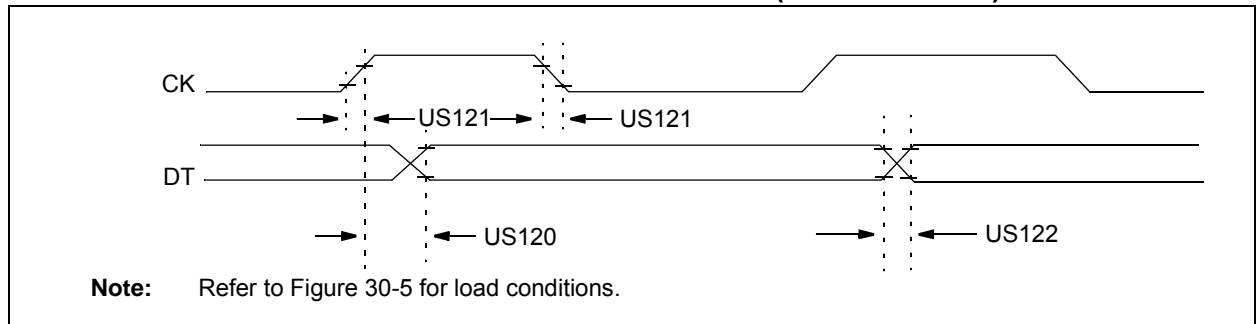 CK
US121
US121
DT
US120
US122
Note: Refer to Figure 30-5 for load conditions.